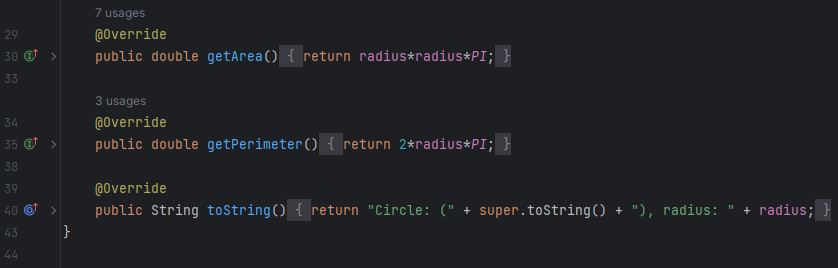 7 usages
29 @Override
30 public double getArea() { return radius*radius*PI; }
33
3 usages
34 @Override
35 public double getPerimeter() { return 2*radius*PI; }
38
39 @Override
40 public String toString() { return "Circle: (" + super.toString() + "), radius: " + radius; }
43 }
44